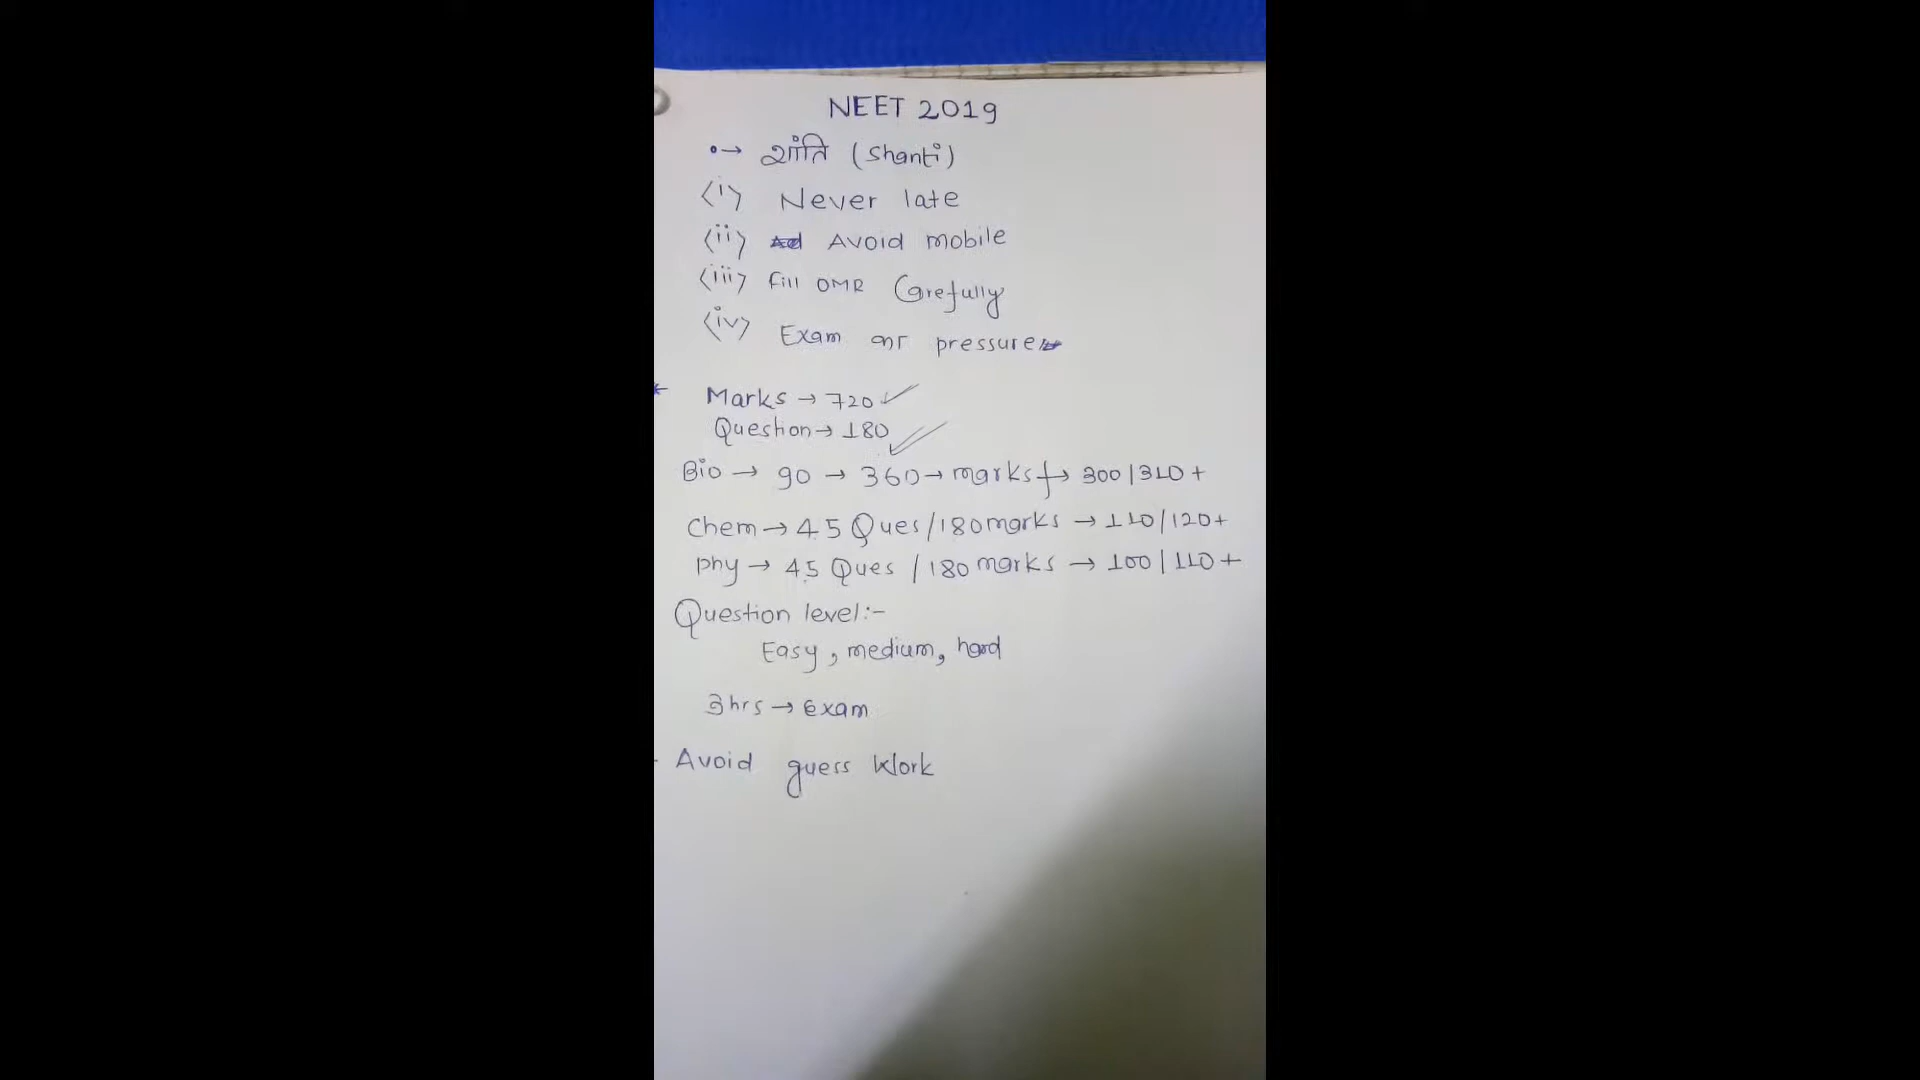 NEET 2019
•→ शांति (shanti)
(i) Never late
(ii) Avoid mobile
(iii) Fill OMR Carefully
(iv) Exam का pressure
* Marks → 720 ✓
Question → 180
Bio → 90 → 360 → marks → 300/310+
Chem → 45 Ques/180 marks → 110/120+
Phy → 45 Ques /180 marks → 100/110+
Question level:-
Easy, medium, hard
3hrs → Exam
- Avoid guess Work